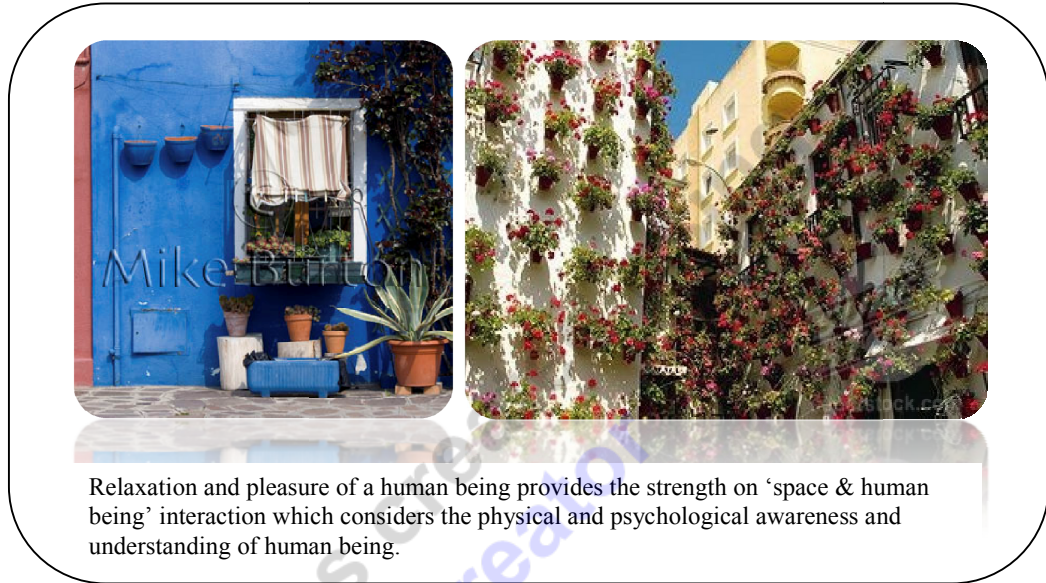 Mike Burton
Relaxation and pleasure of a human being provides the strength on ‘space & human
being’ interaction which considers the physical and psychological awareness and
understanding of human being.